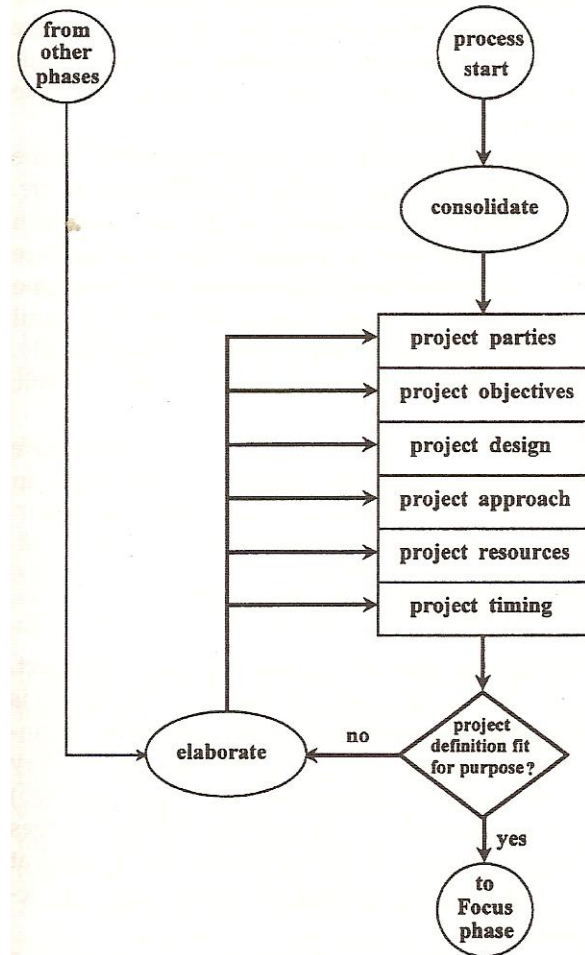 from
other
phases
process
start
consolidate
project parties
project objectives
project design
project approach
project resources
project timing
project
definition fit
for purpose?
no
elaborate
yes
to
Focus
phase